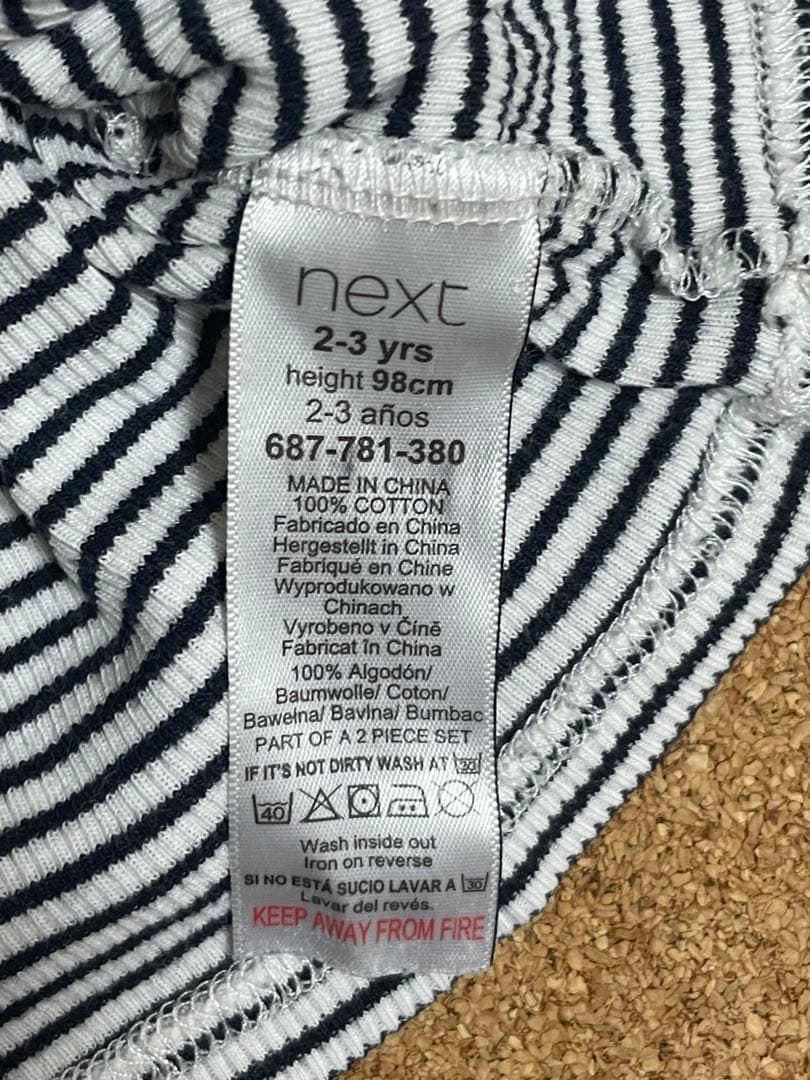 next
2-3 yrs
height 98cm
2-3 años
687-781-380
MADE IN CHINA
100% COTTON
Fabricado en China
Hergestellt in China
Fabriqué en Chine
Wyprodukowano w
Chinach
Vyrobeno v Číně
Fabricat în China
100% Algodón/
Baumwolle/ Coton/
Bawełna/ Bavlna/ Bumbac
PART OF A 2 PIECE SET
IF IT'S NOT DIRTY WASH AT 30
40
Wash inside out
Iron on reverse
SI NO ESTÁ SUCIO LAVAR A 30
Lavar del revés.
KEEP AWAY FROM FIRE